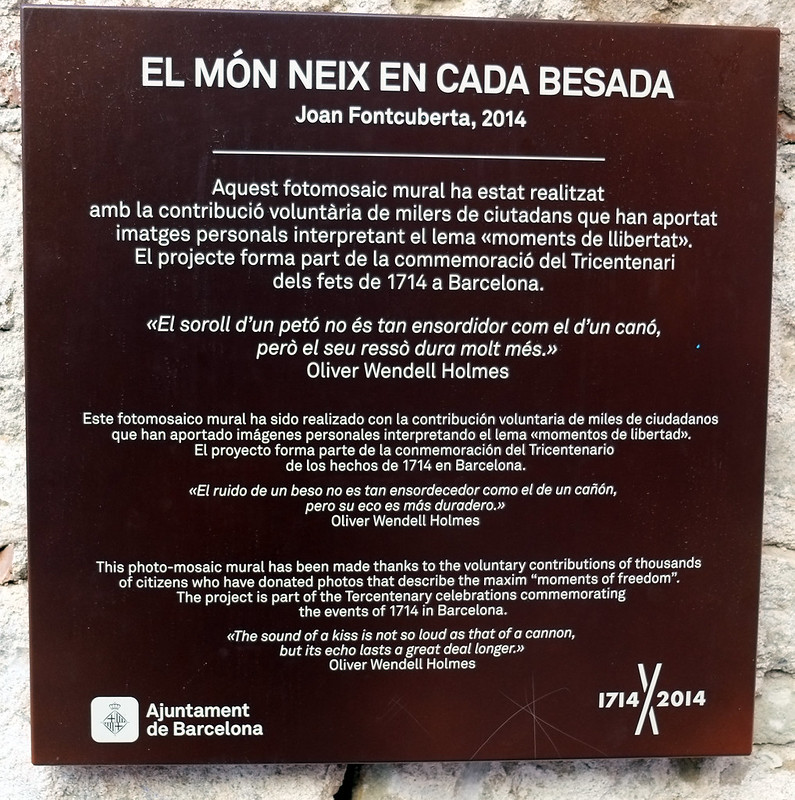 EL MÓN NEIX EN CADA BESADA
Joan Fontcuberta, 2014
Aquest fotomosaic mural ha estat realitzat
amb la contribució voluntària de milers de ciutadans que han aportat
imatges personals interpretant el lema «moments de llibertat».
El projecte forma part de la commemoració del Tricentenari
dels fets de 1714 a Barcelona.
«El soroll d'un petó no és tan ensordidor com el d'un canó,
però el seu ressò dura molt més.»
Oliver Wendell Holmes
Este fotomosaico mural ha sido realizado con la contribución voluntaria de miles de ciudadanos
que han aportado imágenes personales interpretando el lema «momentos de libertad».
El proyecto forma parte de la conmemoración del Tricentenario
de los hechos de 1714 en Barcelona.
«El ruido de un beso no es tan ensordecedor como el de un cañón,
pero su eco es más duradero.»
Oliver Wendell Holmes
This photo-mosaic mural has been made thanks to the voluntary contributions of thousands
of citizens who have donated photos that describe the maxim “moments of freedom”.
The project is part of the Tercentenary celebrations commemorating
the events of 1714 in Barcelona.
«The sound of a kiss is not so loud as that of a cannon,
but its echo lasts a great deal longer.»
Oliver Wendell Holmes
Ajuntament
de Barcelona
1714 2014